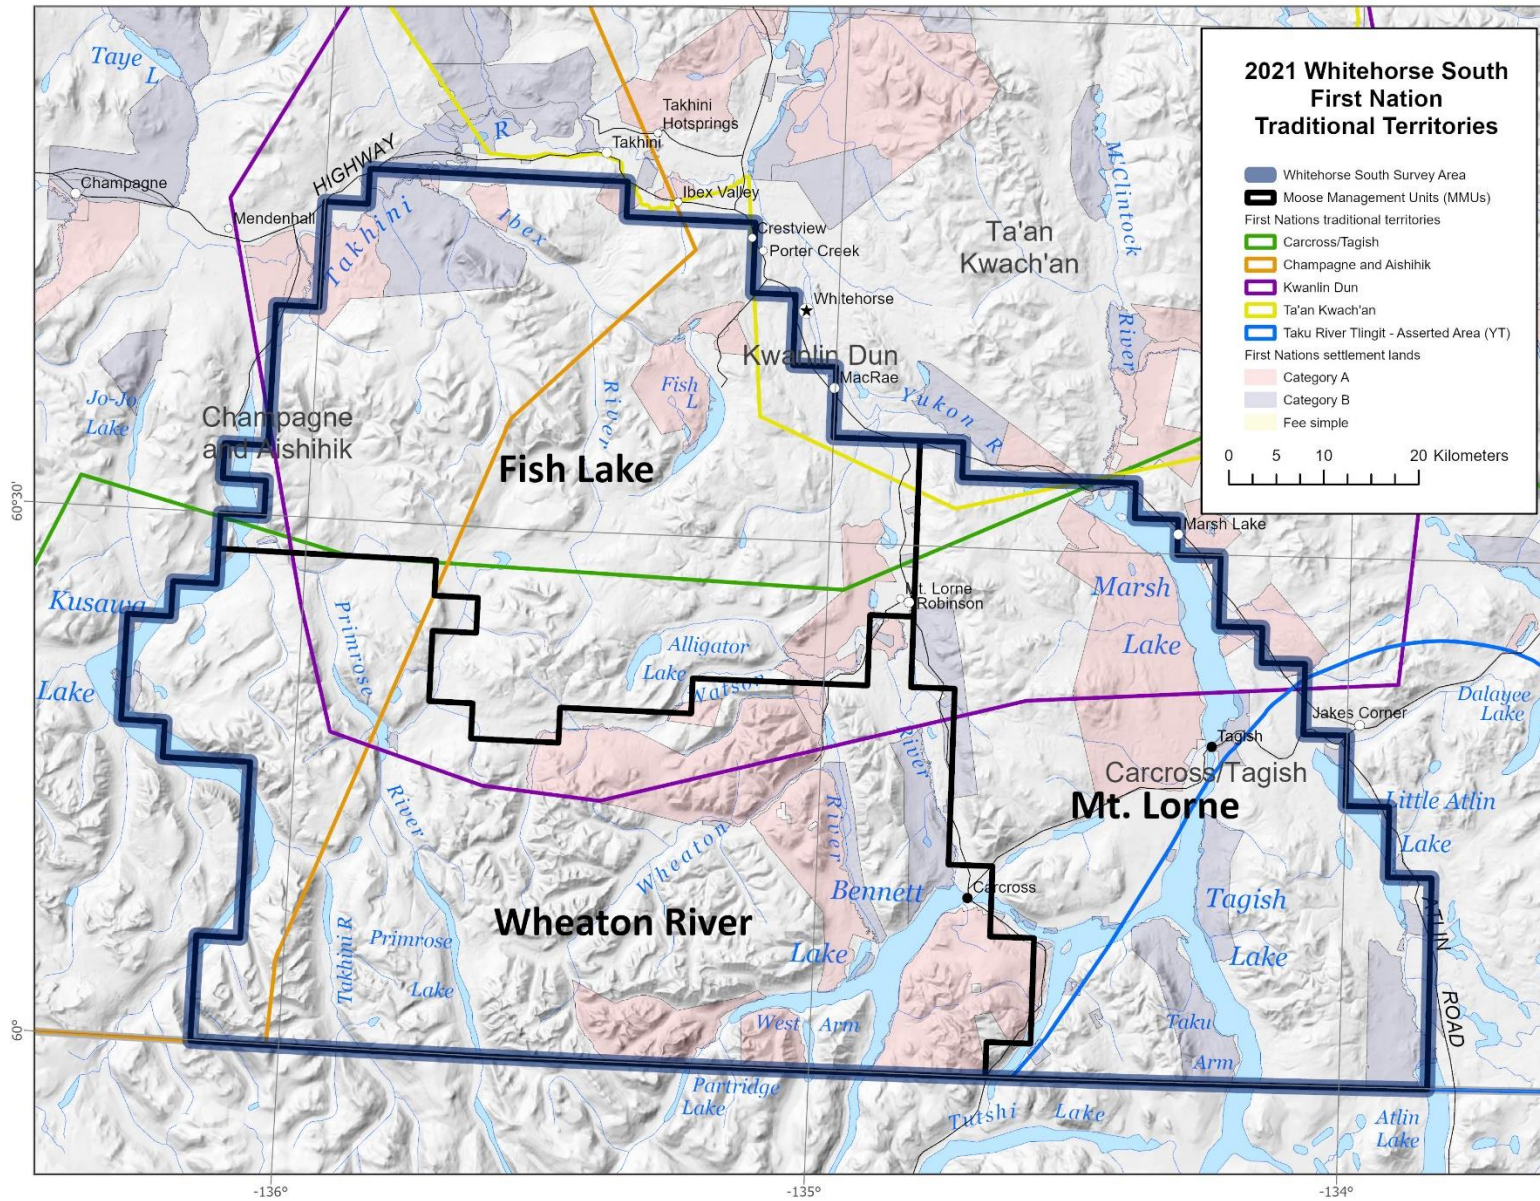 2021 Whitehorse South
First Nation
Traditional Territories
Whitehorse South Survey Area
Moose Management Units (MMUs)
First Nations traditional territories
Carcross/Tagish
Champagne and Aishihik
Kwanlin Dun
Ta'an Kwach'an
Taku River Tlingit - Asserted Area (YT)
First Nations settlement lands
Category A
Category B
Fee simple
0 5 10 20 Kilometers
Taye
L
Takhini
Hotsprings
R
Takhini
HIGHWAY
Champagne
Mendenhall
Takhini
Ibex
Ibex Valley
Crestview
Porter Creek
Whitehorse
Ta'an
Kwach'an
M'Clintock
River
Kwanlin Dun
MacRae
Yukon R
Fish
L
River
Jo-Jo
Lake
Champagne
and Aishihik
Fish Lake
60°30'
Marsh Lake
Mt. Lorne
Robinson
Marsh
Lake
Kusawa
Lake
Primrose
River
Alligator
Lake
Watson
River
Dalayee
Lake
Jakes Corner
Tagish
Carcross/Tagish
Mt. Lorne
Little Atlin
Lake
River
Wheaton
Bennett
Lake
Carcross
Wheaton River
Tagish
Lake
ATLIN
ROAD
Takhini R
Primrose
Lake
60°
West Arm
Taku
Arm
Partridge
Lake
Tutshi Lake
Atlin
Lake
-136° -135° -134°